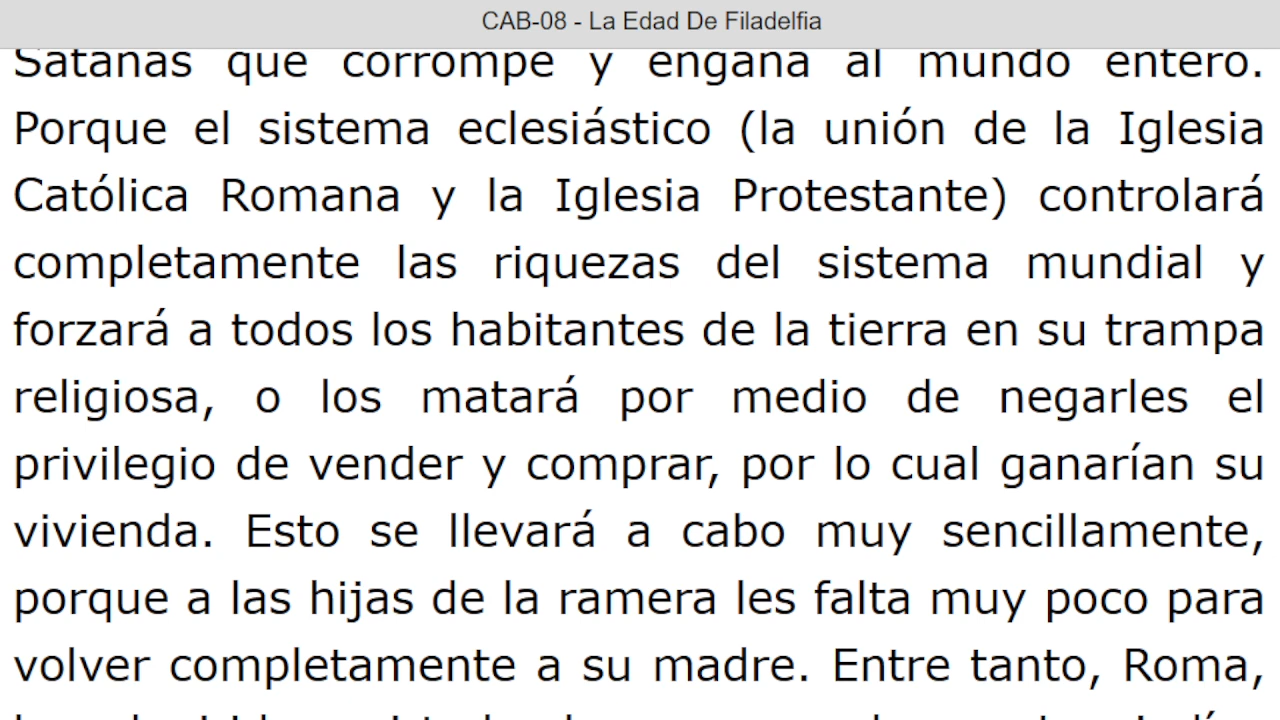 CAB-08 - La Edad De Filadelfia
Satanás que corrompe y engaña al mundo entero.
Porque el sistema eclesiástico (la unión de la Iglesia
Católica Romana y la Iglesia Protestante) controlará
completamente las riquezas del sistema mundial y
forzará a todos los habitantes de la tierra en su trampa
religiosa, o los matará por medio de negarles el
privilegio de vender y comprar, por lo cual ganarían su
vivienda. Esto se llevará a cabo muy sencillamente,
porque a las hijas de la ramera les falta muy poco para
volver completamente a su madre. Entre tanto, Roma,